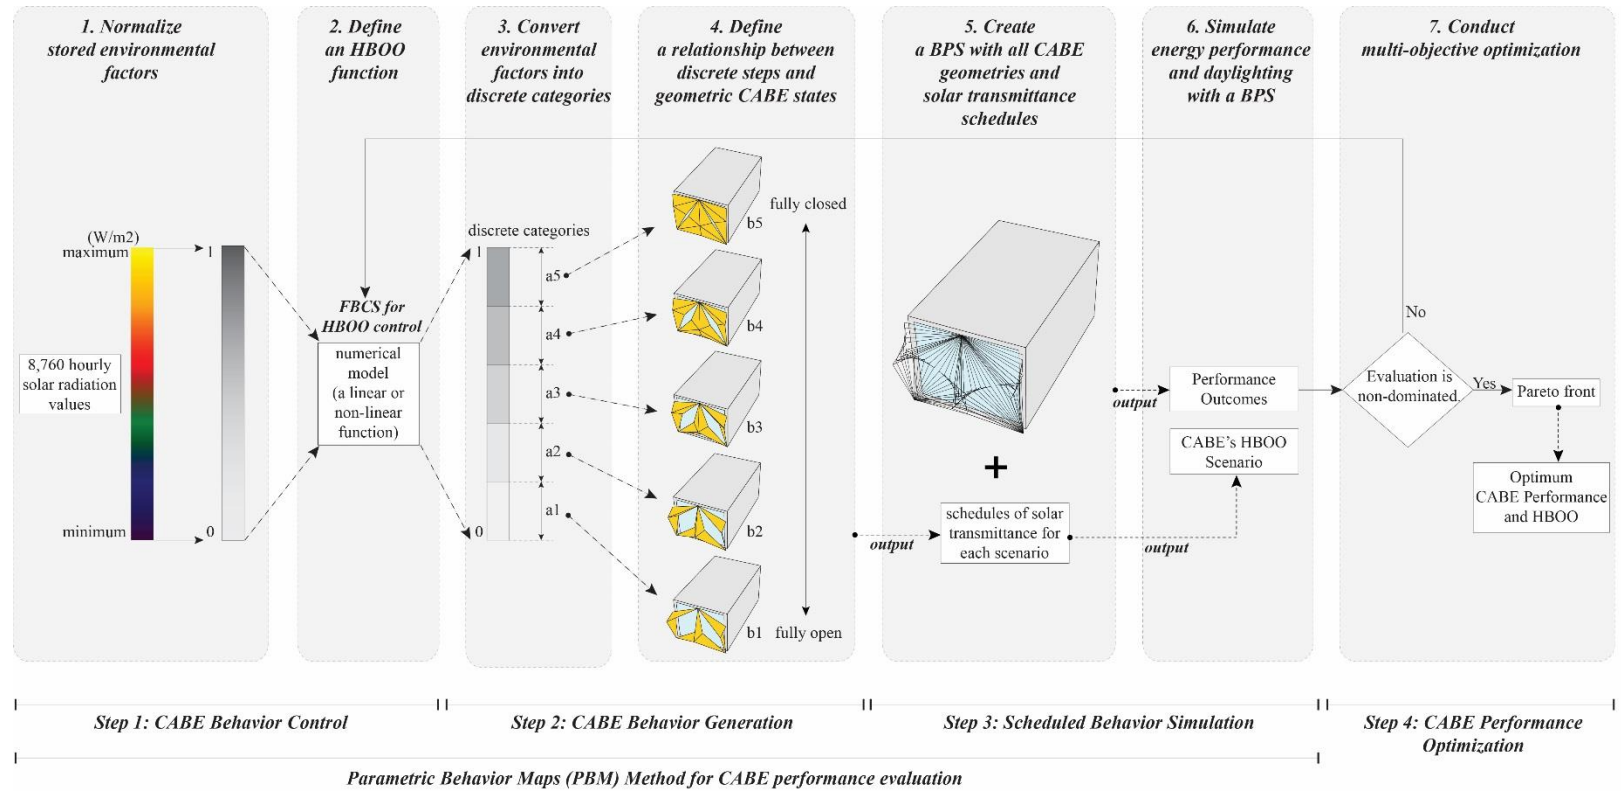 1. Normalize
stored environmental
factors
2. Define
an HBOO
function
3. Convert
environmental
factors into
discrete categories
4. Define
a relationship between
discrete steps and
geometric CABE states
5. Create
a BPS with all CABE
geometries and
solar transmittance
schedules
6. Simulate
energy performance
and daylighting
with a BPS
7. Conduct
multi-objective optimization
(W/m2)
maximum
1
8,760 hourly
solar radiation
values
minimum
0
FBCS for
HBOO control
numerical
model
(a linear or
non-linear
function)
discrete categories
1
a5
a4
a3
a2
a1
0
b5
b4
b3
b2
b1
fully closed
fully open
output
+
schedules of solar
transmittance for
each scenario
output
output
Performance
Outcomes
CABE's HBOO
Scenario
No
Evaluation is
non-dominated.
Yes
Pareto front
Optimum
CABE Performance
and HBOO
Step 1: CABE Behavior Control
Step 2: CABE Behavior Generation
Step 3: Scheduled Behavior Simulation
Step 4: CABE Performance
Optimization
Parametric Behavior Maps (PBM) Method for CABE performance evaluation